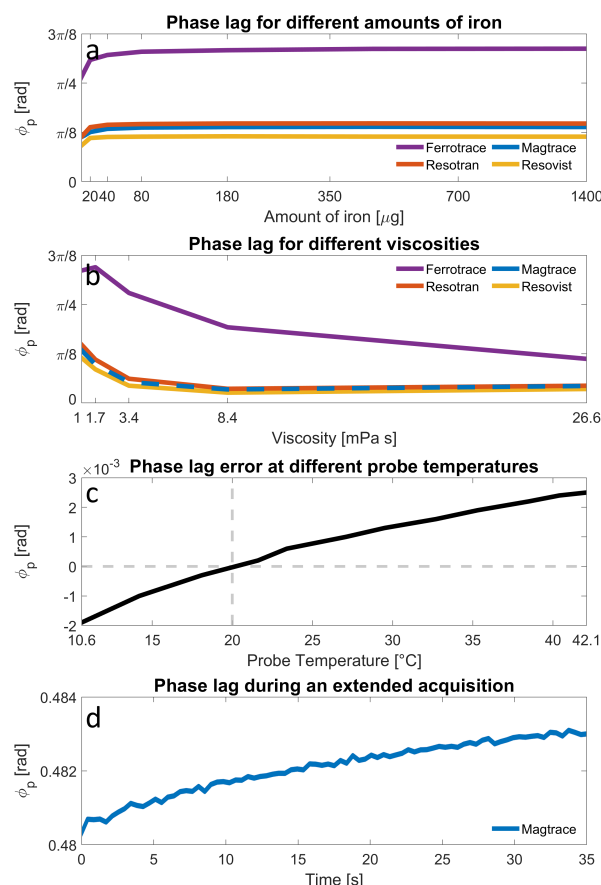 Phase lag for different amounts of iron
a
3π/8
π/4
π/8
0
ϕp [rad]
Ferrotrace Magtrace
Resotran Resovist
20 40 80 180 350 700 1400
Amount of iron [μg]
Phase lag for different viscosities
b
3π/8
π/4
π/8
0
ϕp [rad]
Ferrotrace Magtrace
Resotran Resovist
1 1.7 3.4 8.4 26.6
Viscosity [mPa s]
Phase lag error at different probe temperatures
×10-3
c
3
2
1
0
-1
-2
ϕp [rad]
10.6 15 20 25 30 35 40 42.1
Probe Temperature [°C]
Phase lag during an extended acquisition
d
0.484
0.482
0.48
ϕp [rad]
Magtrace
0 5 10 15 20 25 30 35
Time [s]